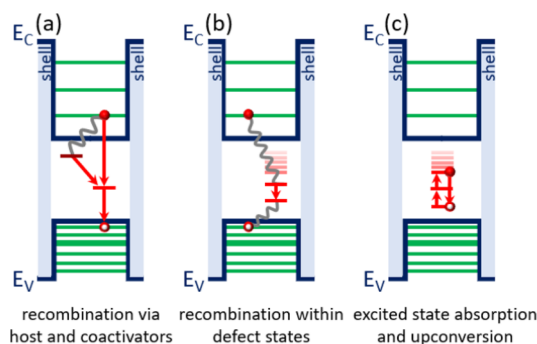 (a) (b) (c)
E_C E_C E_C
shell shell shell shell shell shell
E_V E_V E_V
recombination via
host and coactivators
recombination within
defect states
excited state absorption
and upconversion